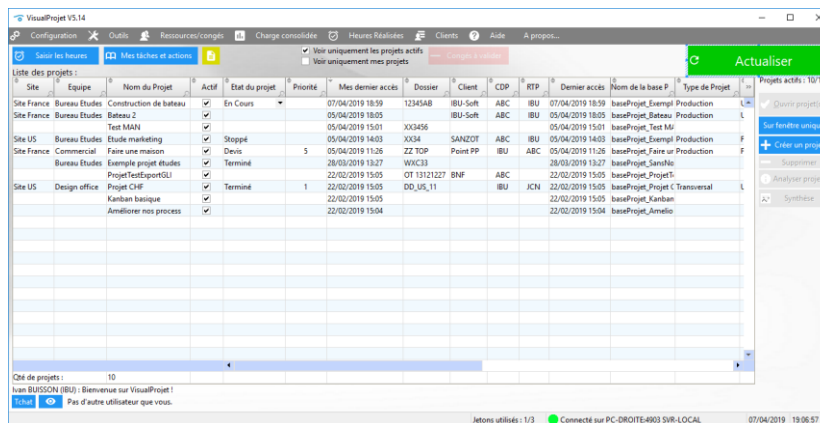 VisualProjet V5.14
Configuration Outils Ressources/congés Charge consolidée Heures Réalisées Clients Aide A propos...
Saisir les heures Mes tâches et actions Voir uniquement les projets actifs Congés à valider Actualiser
Voir uniquement mes projets
Liste des projets : Projets actifs : 10/1
Site Equipe Nom du Projet Actif Etat du projet Priorité Mes dernier accès Dossier Client CDP RTP Dernier accès Nom de la base P Type de Projet
Site France Bureau Etudes Construction de bateau En Cours 07/04/2019 18:59 12345AB IBU-Soft ABC IBU 07/04/2019 18:59 baseProjet_Exempl Production
Site France Bureau Etudes Bateau 2 05/04/2019 18:05 IBU-Soft ABC IBU 05/04/2019 18:05 baseProjet_Bateau Production
Test MAN 05/04/2019 15:01 XX3456 05/04/2019 15:01 baseProjet_Test MA
Site US Bureau Etudes Etude marketing Stoppé 05/04/2019 14:03 XX34 SANZOT ABC IBU 05/04/2019 14:03 baseProjet_Exempl Production
Site France Commercial Faire une maison Devis 5 05/04/2019 11:26 ZZ TOP Point PP IBU ABC 05/04/2019 11:26 baseProjet_Faire ur Production
Bureau Etudes Exemple projet études Terminé 28/03/2019 13:27 WXC33 28/03/2019 13:27 baseProjet_SansNo
ProjetTestExportGLI 22/02/2019 15:05 OT 13121227 BNF ABC 22/02/2019 15:05 baseProjet_ProjetT
Site US Design office Projet CHF Terminé 1 22/02/2019 15:05 DD_US_11 IBU JCN 22/02/2019 15:05 baseProjet_Projet C Transversal
Kanban basique 22/02/2019 15:05 22/02/2019 15:05 baseProjet_Kanban
Améliorer nos process 22/02/2019 15:04 22/02/2019 15:04 baseProjet_Amelio
Ouvrir projet(s
Sur fenêtre uniqu
Créer un proje
Supprimer
Analyser proje
Synthèse
Qté de projets : 10
Ivan BUISSON (IBU) : Bienvenue sur VisualProjet !
Tchat Pas d'autre utilisateur que vous.
Jetons utilisés : 1/3 Connecté sur PC-DROITE:4903 SVR-LOCAL 07/04/2019 19:06:57